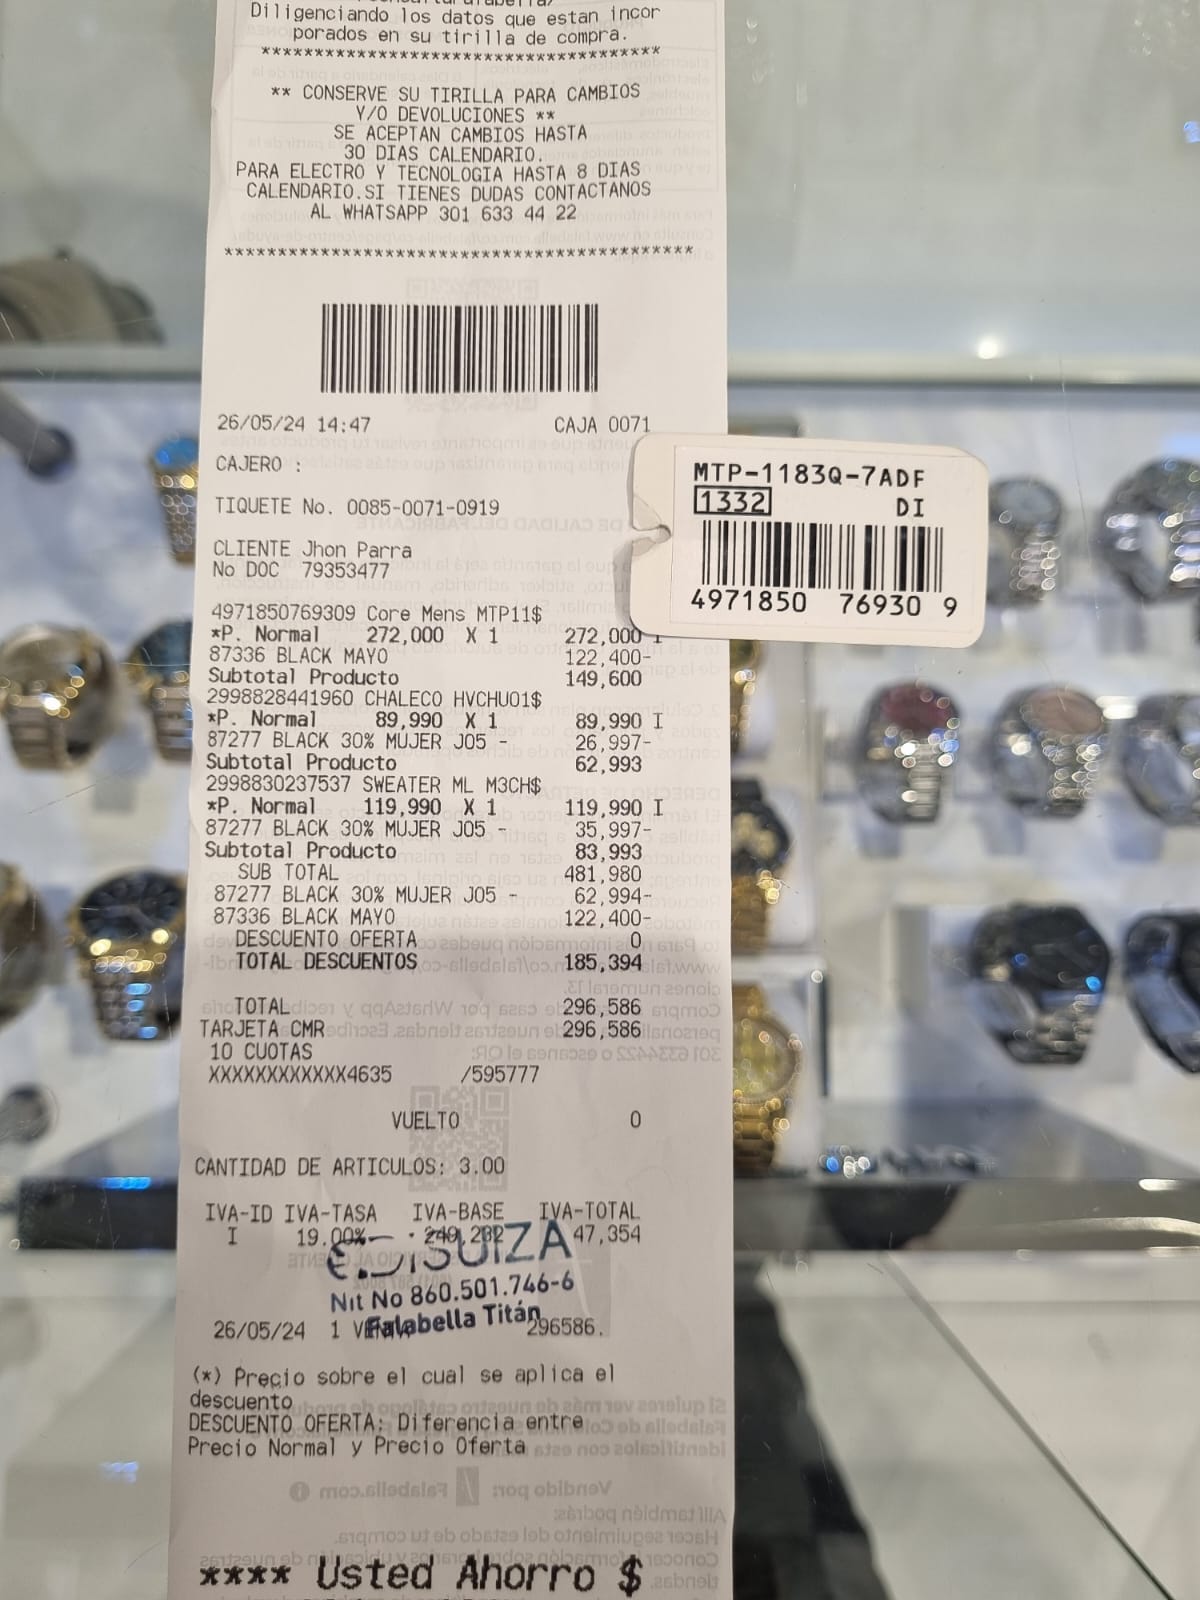 Diligenciando los datos que estan incor
porados en su tirilla de compra.
*****************************************
** CONSERVE SU TIRILLA PARA CAMBIOS
Y/O DEVOLUCIONES **
SE ACEPTAN CAMBIOS HASTA
30 DIAS CALENDARIO.
PARA ELECTRO Y TECNOLOGIA HASTA 8 DIAS
CALENDARIO.SI TIENES DUDAS CONTACTANOS
AL WHATSAPP 301 633 44 22
********************************************
26/05/24 14:47 CAJA 0071
CAJERO :
TIQUETE No. 0085-0071-0919
CLIENTE Jhon Parra
No DOC 79353477
4971850769309 Core Mens MTP11$
*P. Normal 272,000 X 1 272,000 I
87336 BLACK MAYO 122,400-
Subtotal Producto 149,600
2998828441960 CHALECO HVCHU01$
*P. Normal 89,990 X 1 89,990 I
87277 BLACK 30% MUJER J05 - 26,997-
Subtotal Producto 62,993
2998830237537 SWEATER ML M3CH$
*P. Normal 119,990 X 1 119,990 I
87277 BLACK 30% MUJER J05 - 35,997-
Subtotal Producto 83,993
SUB TOTAL 481,980
87277 BLACK 30% MUJER J05 - 62,994-
87336 BLACK MAYO 122,400-
DESCUENTO OFERTA 0
TOTAL DESCUENTOS 185,394
TOTAL 296,586
TARJETA CMR 296,586
10 CUOTAS
XXXXXXXXXXXX4635 /595777
VUELTO 0
CANTIDAD DE ARTICULOS: 3.00
IVA-ID IVA-TASA IVA-BASE IVA-TOTAL
I 19.00% 249,232 47,354
SUIZA
Nit No 860.501.746-6
Falabella Titán
26/05/24 1 296586.
(*) Precio sobre el cual se aplica el
descuento
DESCUENTO OFERTA: Diferencia entre
Precio Normal y Precio Oferta
**** Usted Ahorro $
MTP-1183Q-7ADF
1332 DI
4971850 76930 9